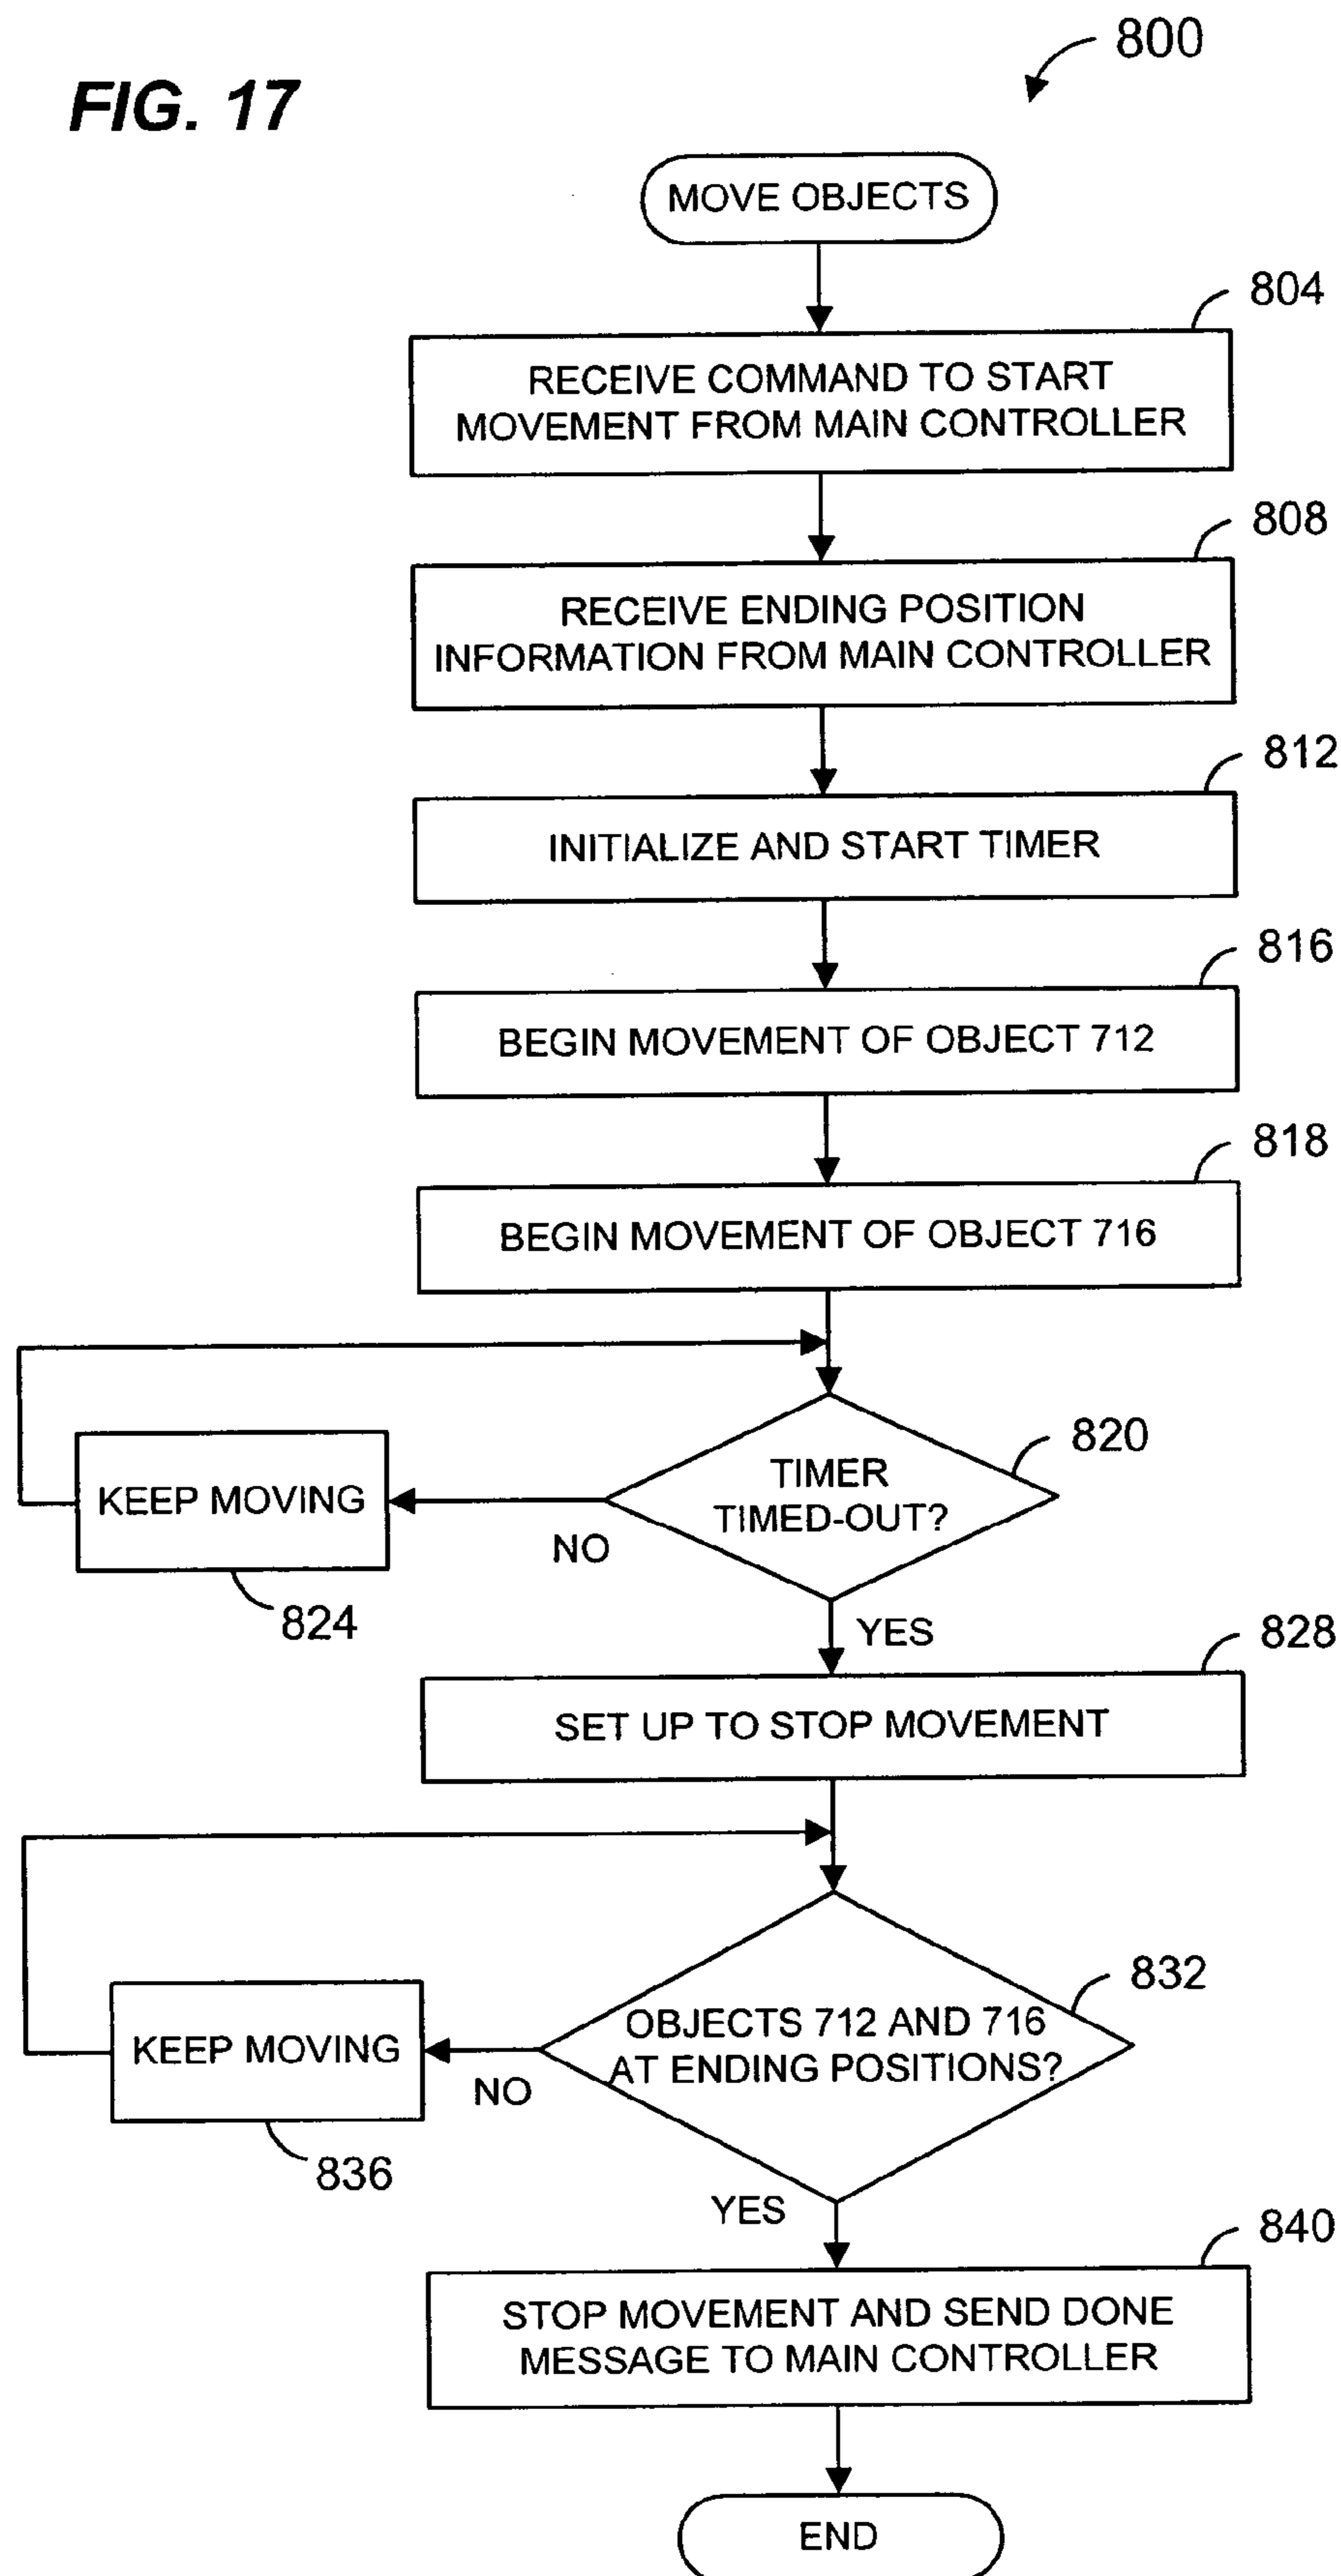 800
FIG. 17
MOVE OBJECTS
804
RECEIVE COMMAND TO START
MOVEMENT FROM MAIN CONTROLLER
808
RECEIVE ENDING POSITION
INFORMATION FROM MAIN CONTROLLER
812
INITIALIZE AND START TIMER
816
BEGIN MOVEMENT OF OBJECT 712
818
BEGIN MOVEMENT OF OBJECT 716
820
TIMER
TIMED-OUT?
KEEP MOVING
NO
824
YES
828
SET UP TO STOP MOVEMENT
832
OBJECTS 712 AND 716
AT ENDING POSITIONS?
KEEP MOVING
NO
836
YES
840
STOP MOVEMENT AND SEND DONE
MESSAGE TO MAIN CONTROLLER
END